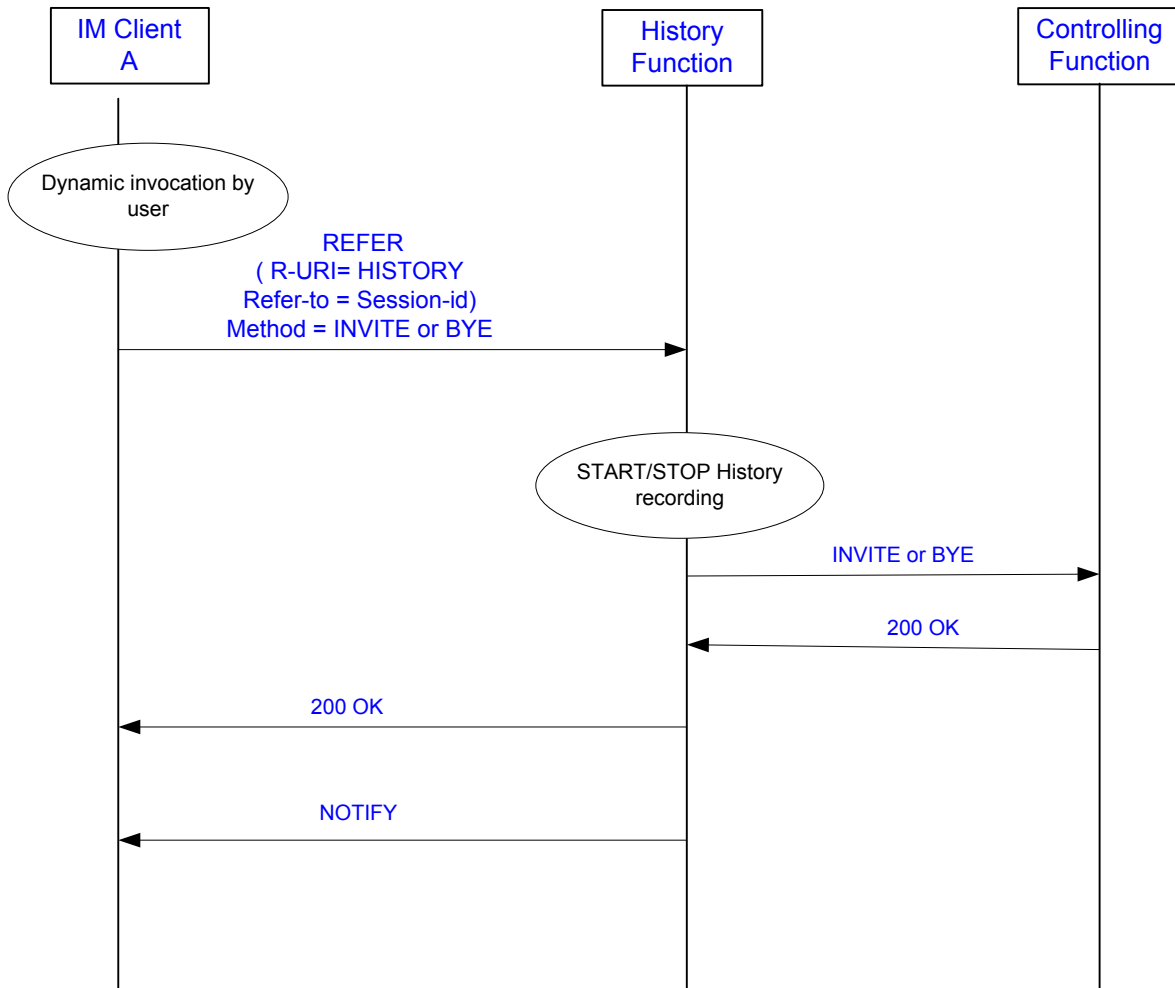 IM Client
A
History
Function
Controlling
Function
Dynamic invocation by
user
REFER
( R-URI= HISTORY
Refer-to = Session-id)
Method = INVITE or BYE
START/STOP History
recording
INVITE or BYE
200 OK
200 OK
NOTIFY